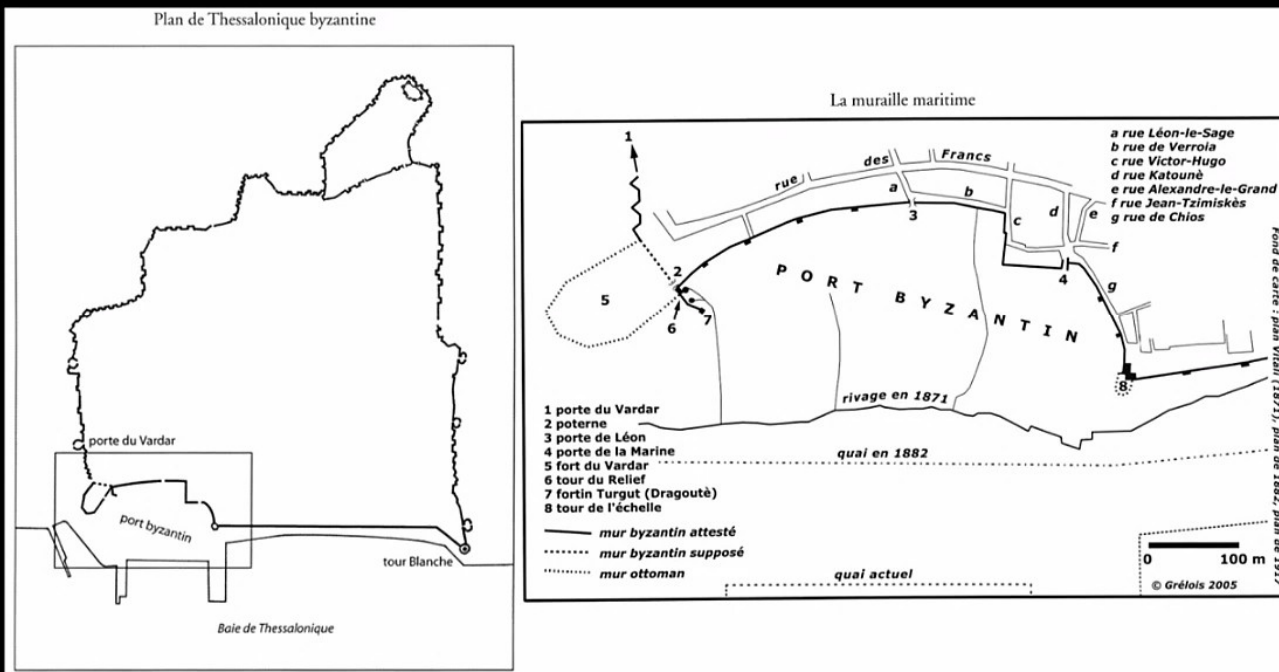 Plan de Thessalonique byzantine
porte du Vardar
port byzantin
tour Blanche
Baie de Thessalonique
La muraille maritime
a rue Léon-le-Sage
b rue de Verroia
c rue Victor-Hugo
d rue Katounè
e rue Alexandre-le-Grand
f rue Jean-Tzimiskès
g rue de Chios
1
rue des Francs
a
b
c
d
e
f
g
2
3
4
5
6
7
8
PORT BYZANTIN
rivage en 1871
quai en 1882
1 porte du Vardar
2 poterne
3 porte de Léon
4 porte de la Marine
5 fort du Vardar
6 tour du Relief
7 fortin Turgut (Dragoutè)
8 tour de l'échelle
mur byzantin attesté
mur byzantin supposé
mur ottoman
quai actuel
0 100 m
© Grélois 2005
Fond de carte : plan Vitali (1871), plan de 1882, plan de